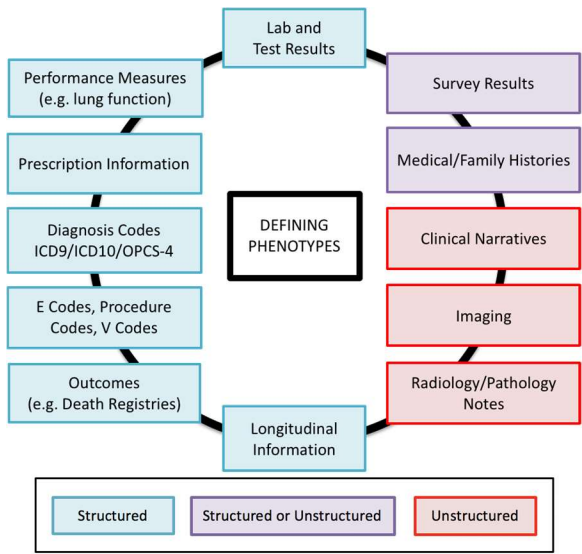 Lab and
Test Results
Performance Measures
(e.g. lung function)
Survey Results
Prescription Information
Medical/Family Histories
DEFINING
PHENOTYPES
Diagnosis Codes
ICD9/ICD10/OPCS-4
Clinical Narratives
E Codes, Procedure
Codes, V Codes
Imaging
Outcomes
(e.g. Death Registries)
Radiology/Pathology
Notes
Longitudinal
Information
Structured
Structured or Unstructured
Unstructured